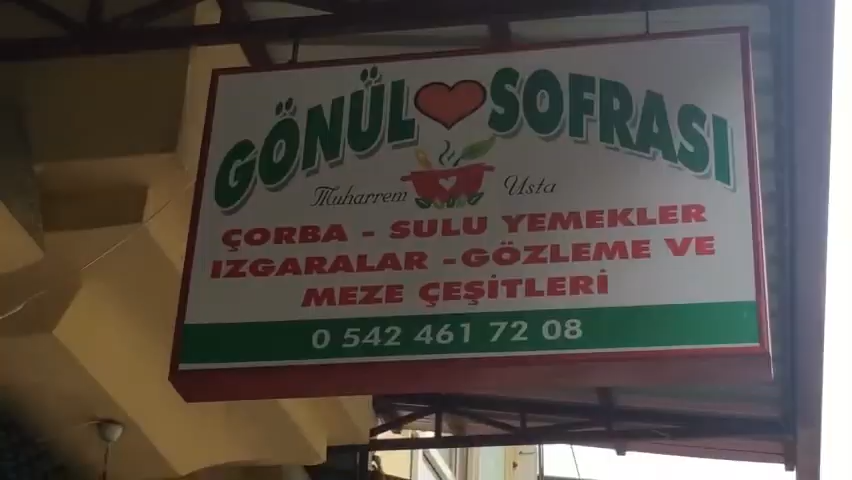 GÖNÜL SOFRASI
Muharrem Usta
ÇORBA - SULU YEMEKLER
IZGARALAR - GÖZLEME VE
MEZE ÇEŞİTLERİ
0 542 461 72 08